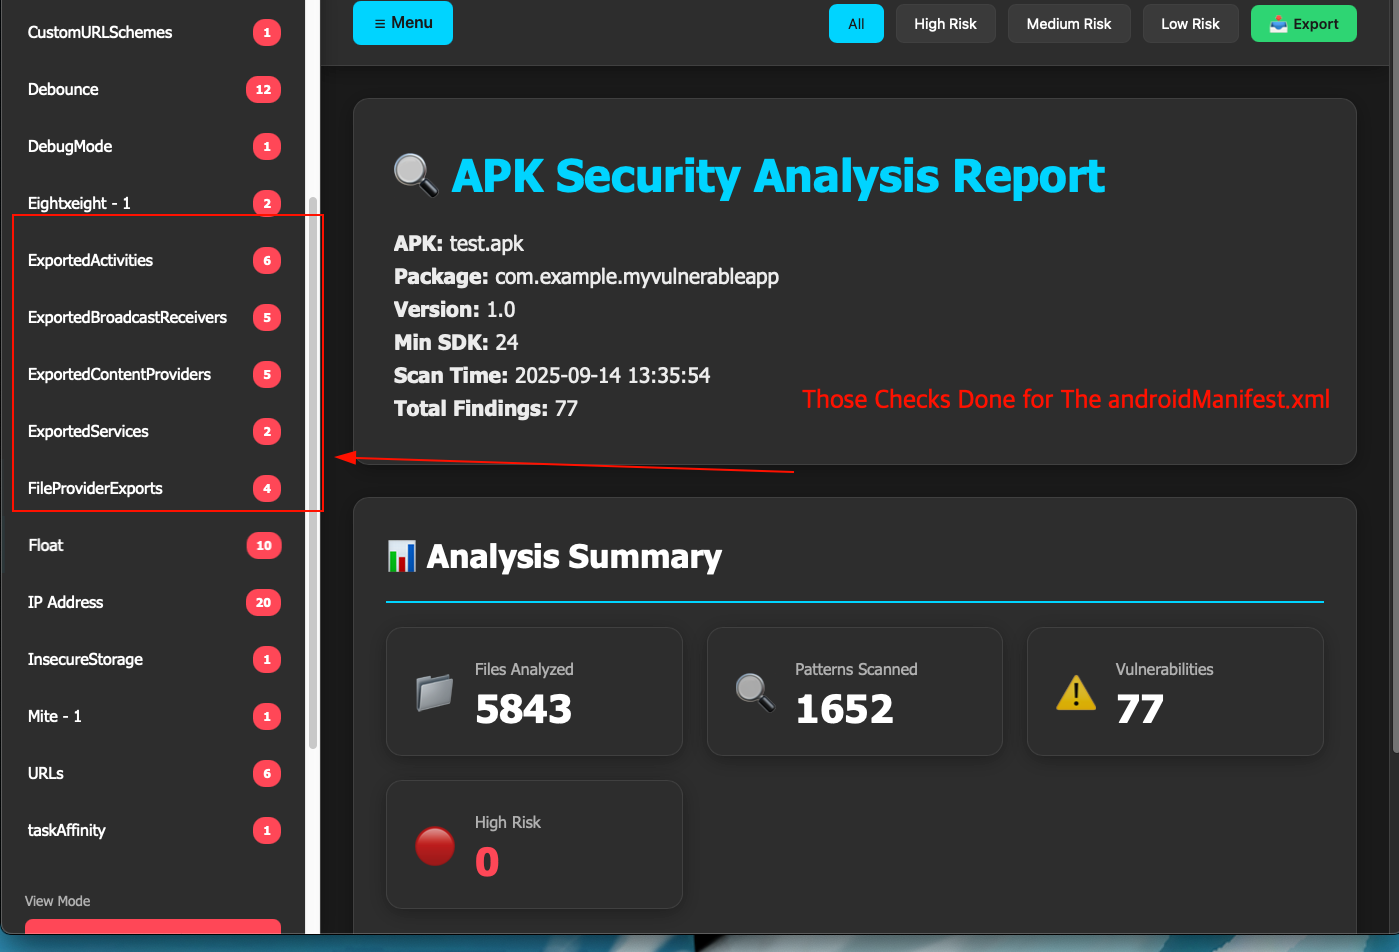 CustomURLSchemes 1
Debounce 12
DebugMode 1
Eightxeight - 1 2
ExportedActivities 6
ExportedBroadcastReceivers 5
ExportedContentProviders 5
ExportedServices 2
FileProviderExports 4
Float 10
IP Address 20
InsecureStorage 1
Mite - 1 1
URLs 6
taskAffinity 1
View Mode
≡ Menu
All
High Risk
Medium Risk
Low Risk
Export
APK Security Analysis Report
APK: test.apk
Package: com.example.myvulnerableapp
Version: 1.0
Min SDK: 24
Scan Time: 2025-09-14 13:35:54
Total Findings: 77
Those Checks Done for The androidManifest.xml
Analysis Summary
Files Analyzed
5843
Patterns Scanned
1652
Vulnerabilities
77
High Risk
0